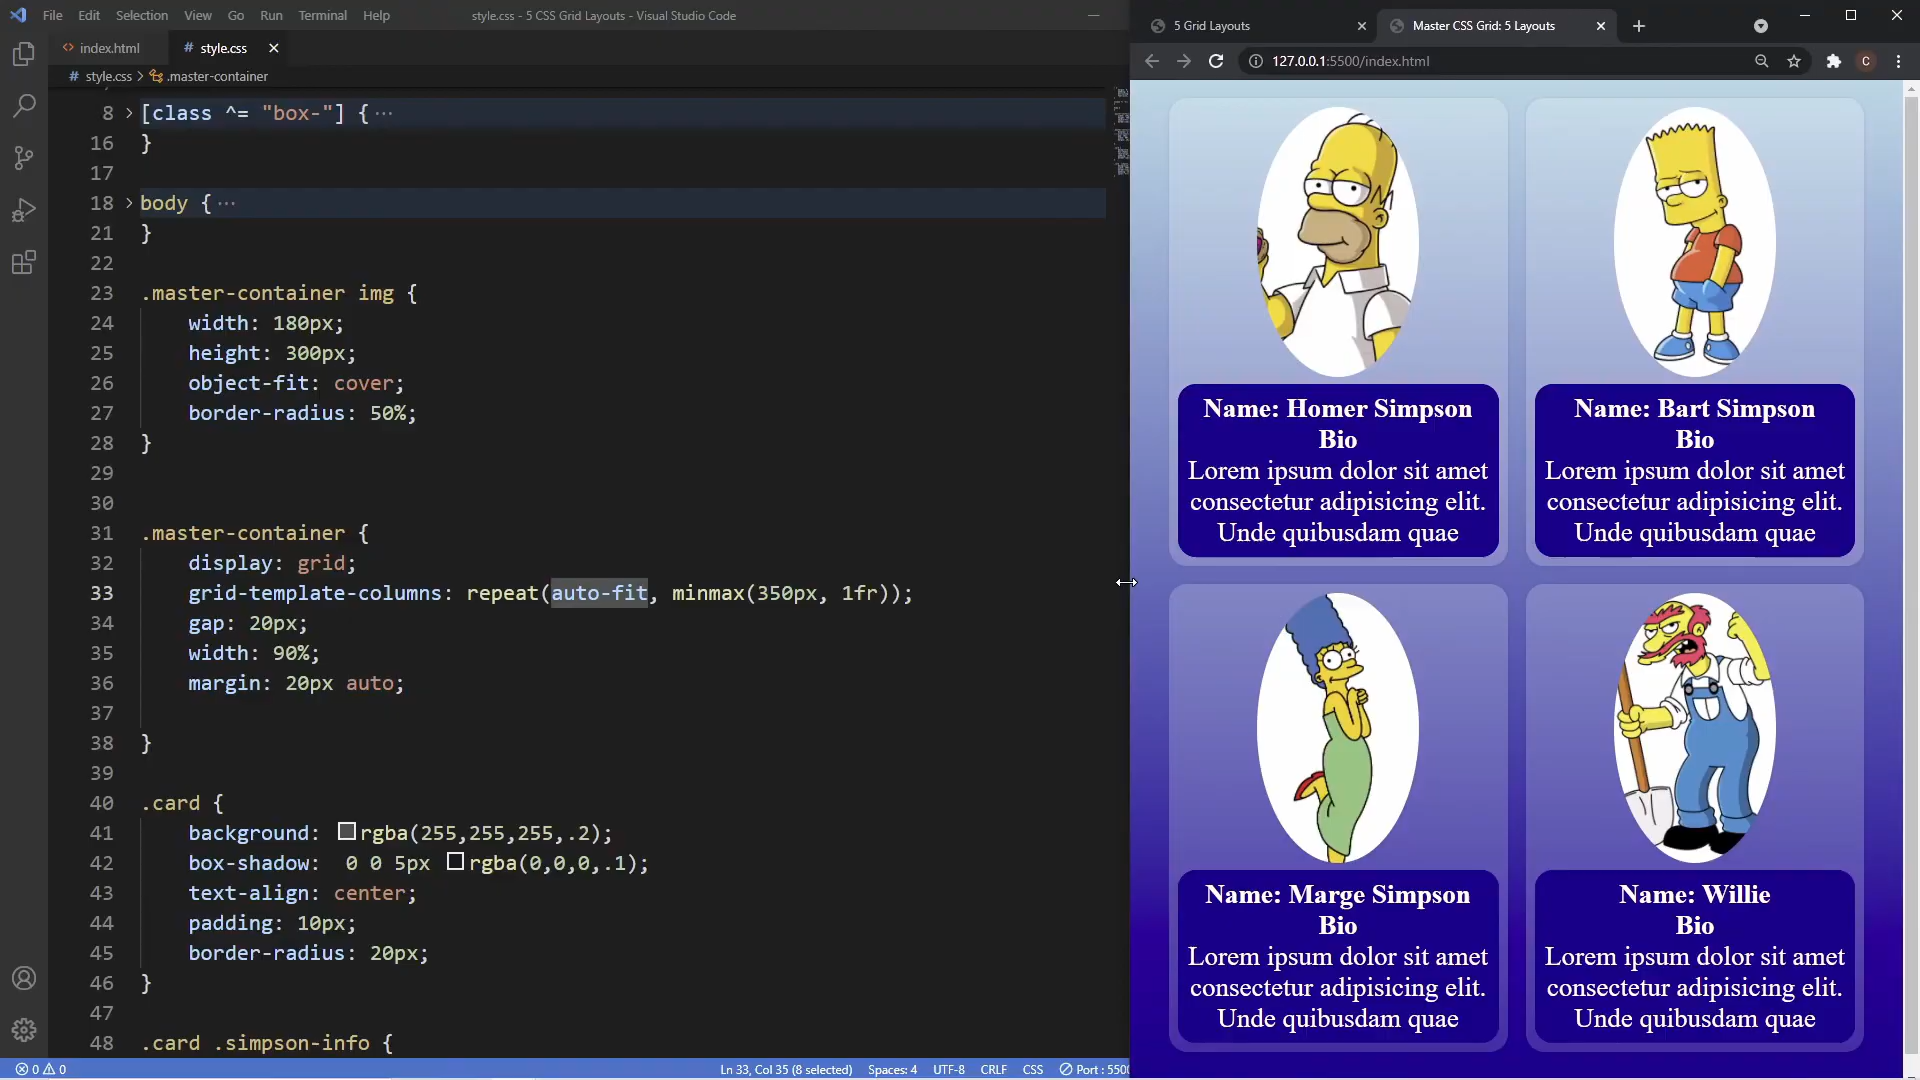 File Edit Selection View Go Run Terminal Help
style.css - 5 CSS Grid Layouts - Visual Studio Code
index.html
# style.css
# style.css > .master-container
8 [class ^= "box-"] { ···
16 }
17
18 body { ···
21 }
22
23 .master-container img {
24 width: 180px;
25 height: 300px;
26 object-fit: cover;
27 border-radius: 50%;
28 }
29
30
31 .master-container {
32 display: grid;
33 grid-template-columns: repeat(auto-fit, minmax(350px, 1fr));
34 gap: 20px;
35 width: 90%;
36 margin: 20px auto;
37
38 }
39
40 .card {
41 background: rgba(255,255,255,.2);
42 box-shadow: 0 0 5px rgba(0,0,0,.1);
43 text-align: center;
44 padding: 10px;
45 border-radius: 20px;
46 }
47
48 .card .simpson-info {
0 0
Ln 33, Col 35 (8 selected) Spaces: 4 UTF-8 CRLF CSS Port : 5500
5 Grid Layouts
Master CSS Grid: 5 Layouts
127.0.0.1:5500/index.html
C
Name: Homer Simpson
Bio
Lorem ipsum dolor sit amet
consectetur adipisicing elit.
Unde quibusdam quae
Name: Bart Simpson
Bio
Lorem ipsum dolor sit amet
consectetur adipisicing elit.
Unde quibusdam quae
Name: Marge Simpson
Bio
Lorem ipsum dolor sit amet
consectetur adipisicing elit.
Unde quibusdam quae
Name: Willie
Bio
Lorem ipsum dolor sit amet
consectetur adipisicing elit.
Unde quibusdam quae